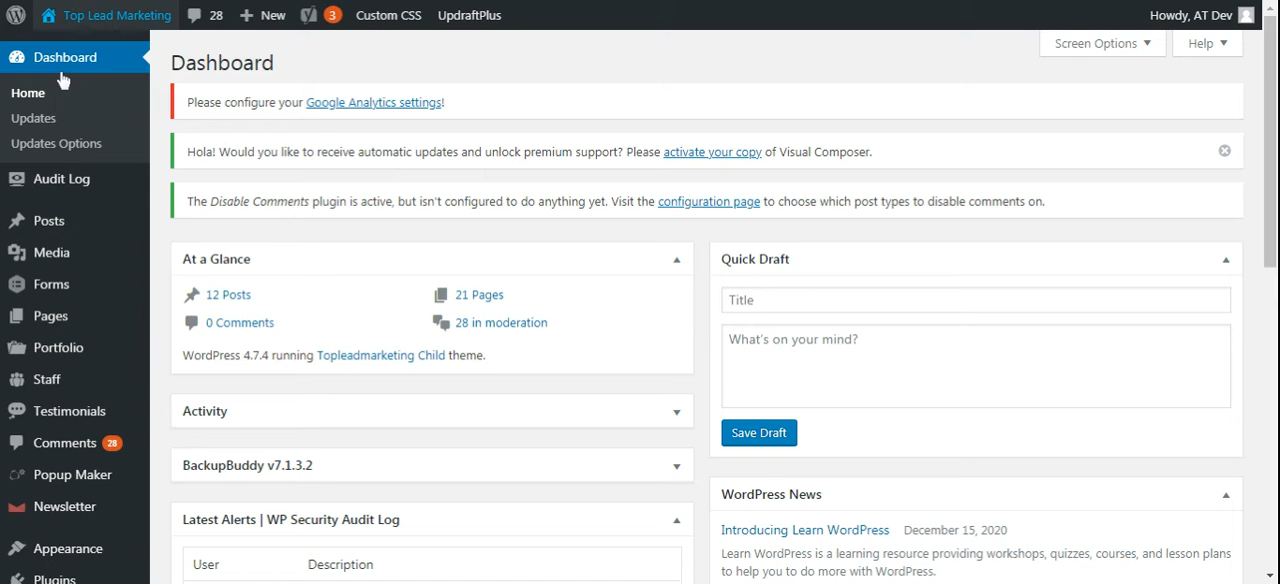 Top Lead Marketing 28 New 3 Custom CSS UpdraftPlus Howdy, AT Dev
Screen Options Help
Dashboard
Home
Updates
Updates Options
Audit Log
Posts
Media
Forms
Pages
Portfolio
Staff
Testimonials
Comments 28
Popup Maker
Newsletter
Appearance
Plugins
Dashboard
Please configure your Google Analytics settings!
Hola! Would you like to receive automatic updates and unlock premium support? Please activate your copy of Visual Composer.
The Disable Comments plugin is active, but isn't configured to do anything yet. Visit the configuration page to choose which post types to disable comments on.
At a Glance
12 Posts 21 Pages
0 Comments 28 in moderation
WordPress 4.7.4 running Topleadmarketing Child theme.
Activity
BackupBuddy v7.1.3.2
Latest Alerts | WP Security Audit Log
User Description
Quick Draft
Title
What's on your mind?
Save Draft
WordPress News
Introducing Learn WordPress December 15, 2020
Learn WordPress is a learning resource providing workshops, quizzes, courses, and lesson plans
to help you to do more with WordPress.